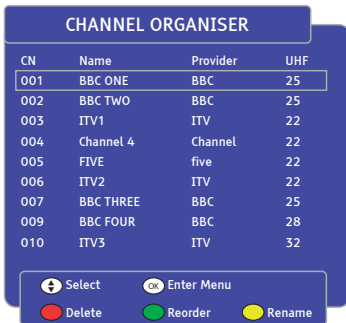 CHANNEL ORGANISER
CN Name Provider UHF
001 BBC ONE BBC 25
002 BBC TWO BBC 25
003 ITV1 ITV 22
004 Channel 4 Channel 22
005 FIVE five 22
006 ITV2 ITV 22
007 BBC THREE BBC 25
009 BBC FOUR BBC 28
010 ITV3 ITV 32
Select OK Enter Menu
Delete Reorder Rename